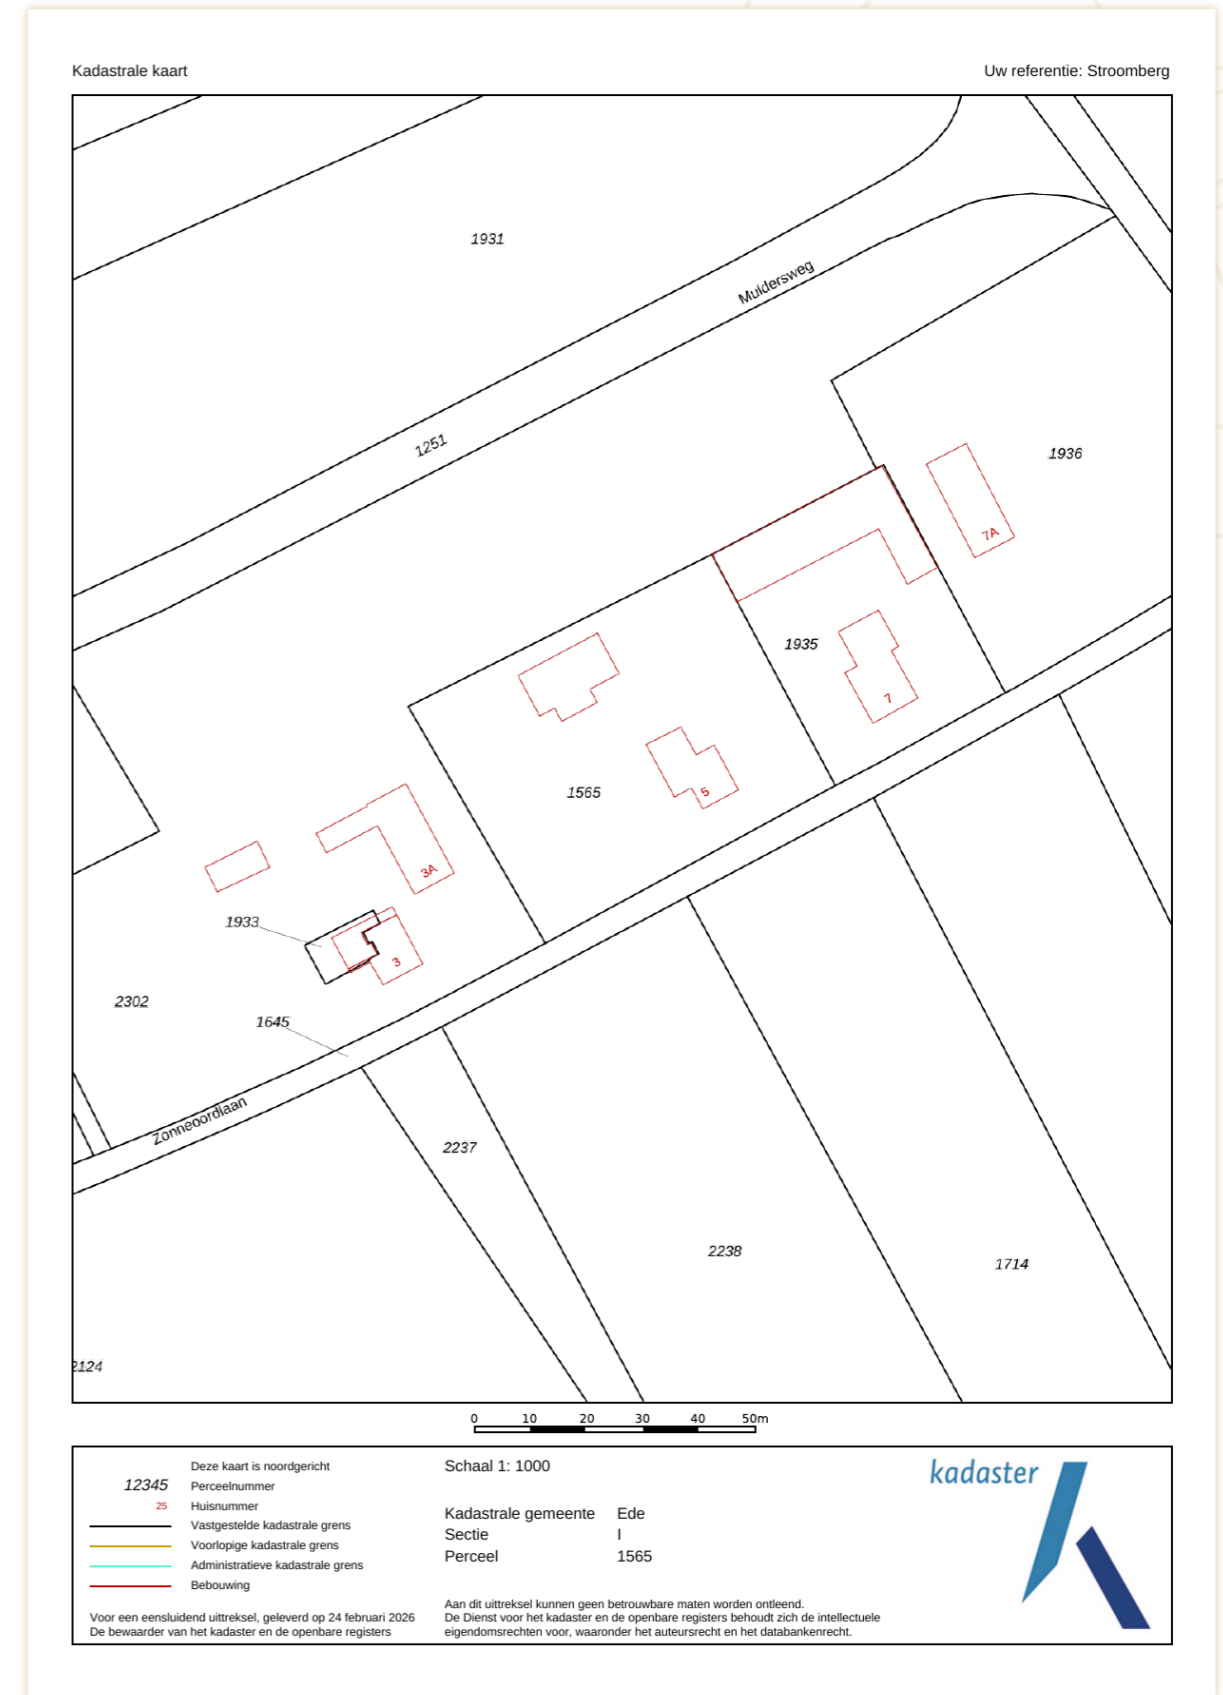 Kadastrale kaart
Uw referentie: Stroomberg
1931
Muldersweg
1251
1936
7A
1935
7
1565
5
3A
1933
3
2302
1645
Zonneoordlaan
2237
2238
1714
2124
0 10 20 30 40 50m
Deze kaart is noordgericht
12345 Perceelnummer
25 Huisnummer
Vastgestelde kadastrale grens
Voorlopige kadastrale grens
Administratieve kadastrale grens
Bebouwing
Voor een eensluidend uittreksel, geleverd op 24 februari 2026
De bewaarder van het kadaster en de openbare registers
Schaal 1: 1000
Kadastrale gemeente Ede
Sectie I
Perceel 1565
Aan dit uittreksel kunnen geen betrouwbare maten worden ontleend.
De Dienst voor het kadaster en de openbare registers behoudt zich de intellectuele
eigendomsrechten voor, waaronder het auteursrecht en het databankenrecht.
kadaster